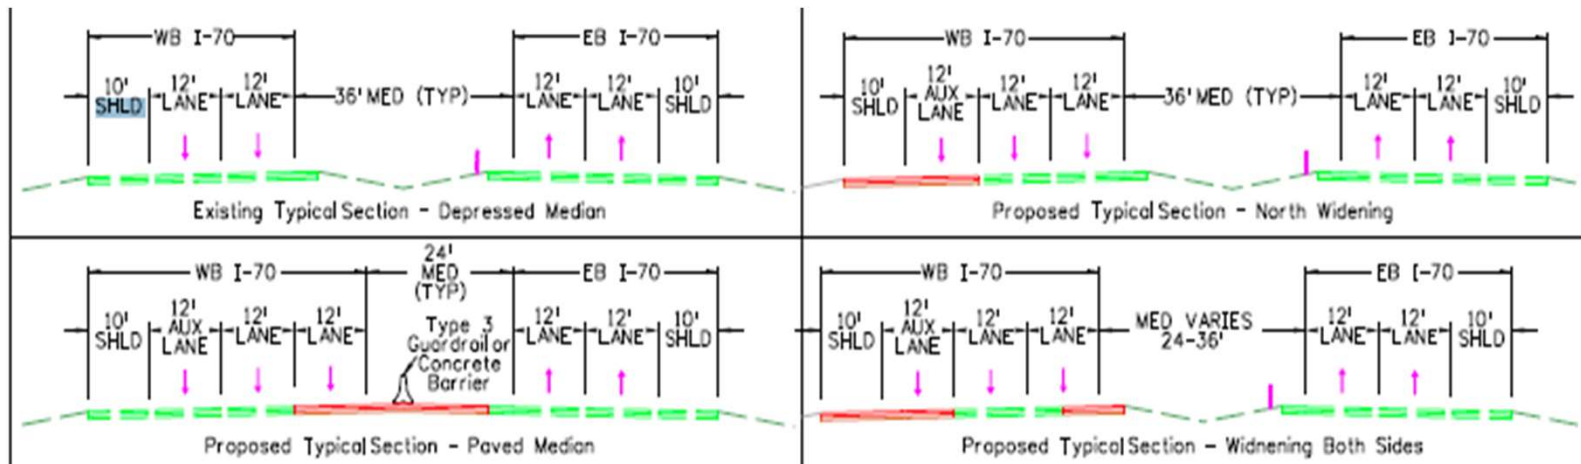 WB I-70
EB I-70
10' SHLD
12' LANE
12' LANE
36' MED (TYP)
12' LANE
12' LANE
10' SHLD
Existing Typical Section - Depressed Median
WB I-70
EB I-70
10' SHLD
12' AUX LANE
12' LANE
12' LANE
36' MED (TYP)
12' LANE
12' LANE
10' SHLD
Proposed Typical Section - North Widening
WB I-70
24' MED (TYP)
EB I-70
10' SHLD
12' AUX LANE
12' LANE
12' LANE
Type 3
Guardrail or
Concrete
Barrier
12' LANE
12' LANE
10' SHLD
Proposed Typical Section - Paved Median
WB I-70
EB I-70
10' SHLD
12' AUX LANE
12' LANE
12' LANE
MED VARIES
24-36'
12' LANE
12' LANE
10' SHLD
Proposed Typical Section - Widnening Both Sides